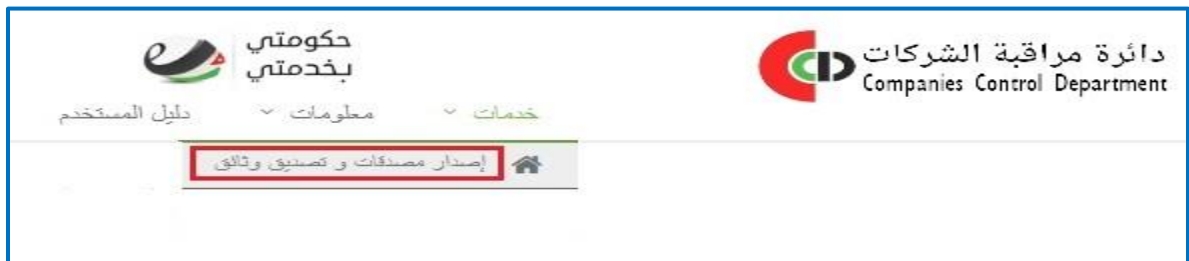 دائرة مراقبة الشركات
Companies Control Department
حكومتي
بخدمتي
خدمات
معلومات
دليل المستخدم
إصدار مصدقات و تصديق وثائق